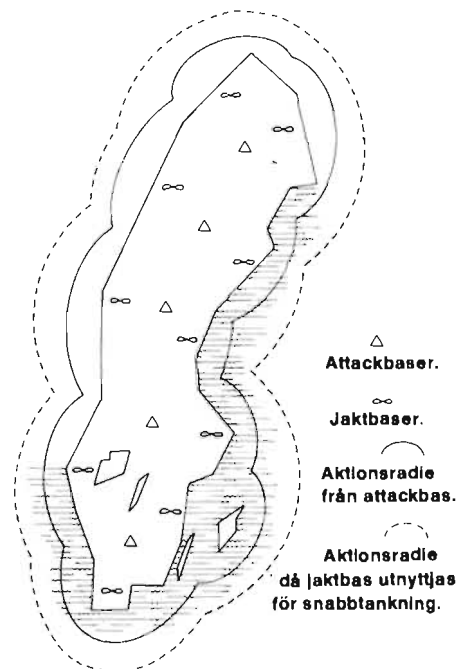 Attackbaser.
Jaktbaser.
Aktionsradie
från attackbas.
Aktionsradie
då jaktbas utnyttjas
för snabbtankning.